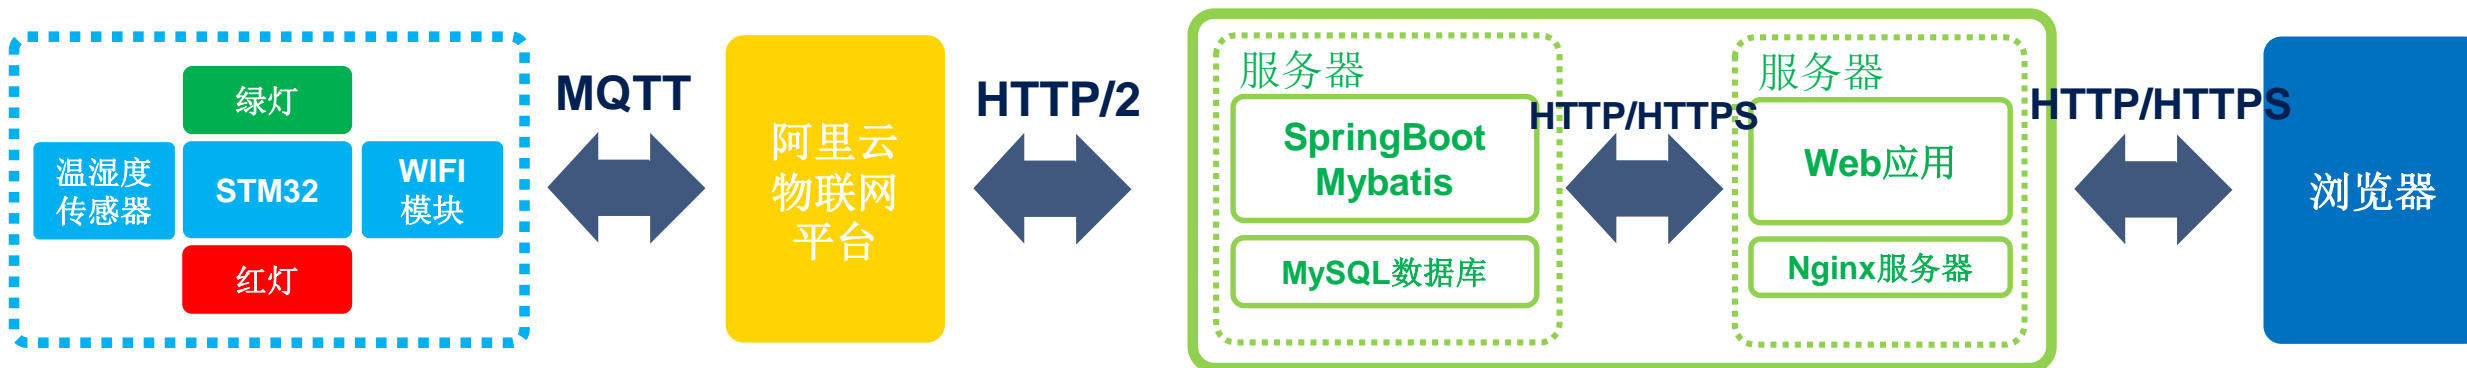 绿灯
温湿度
传感器
STM32
WIFI
模块
红灯
MQTT
阿里云
物联网
平台
HTTP/2
服务器
SpringBoot
Mybatis
MySQL数据库
HTTP/HTTPS
服务器
Web应用
Nginx服务器
HTTP/HTTPS
浏览器